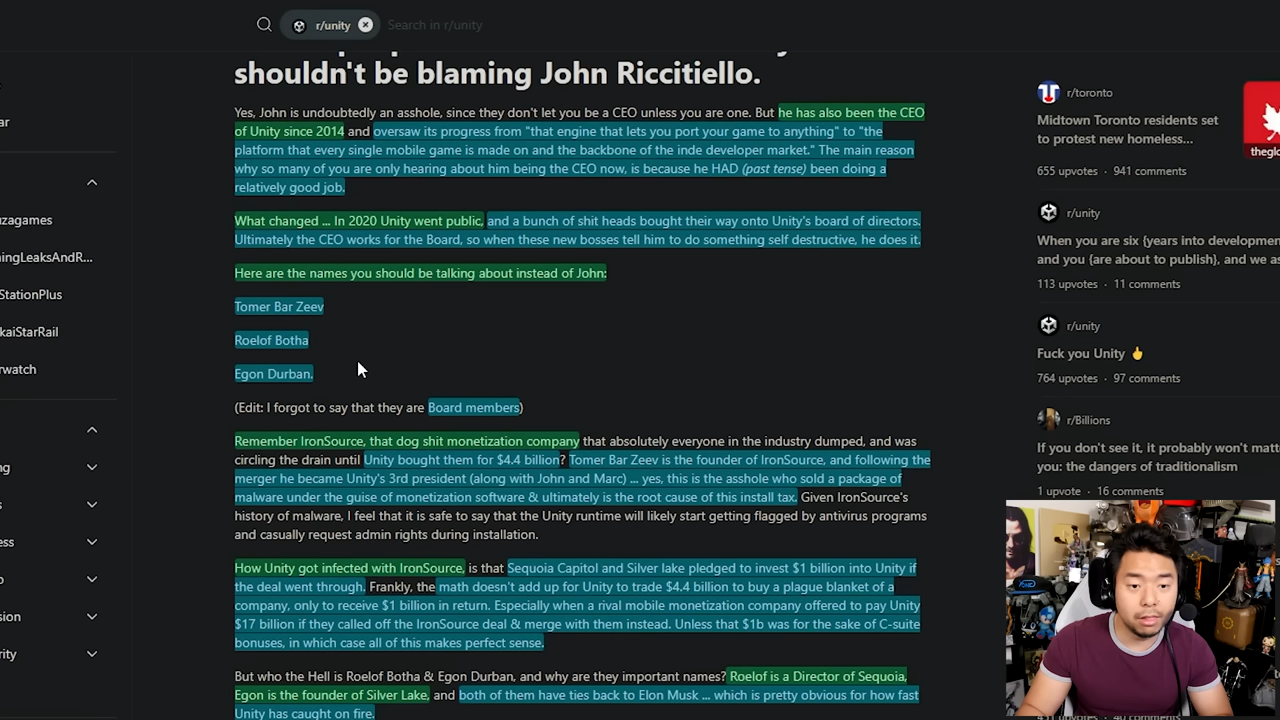 r/unity
Search in r/unity
shouldn't be blaming John Riccitiello.
Yes, John is undoubtedly an asshole, since they don't let you be a CEO unless you are one. But he has also been the CEO
of Unity since 2014 and oversaw its progress from "that engine that lets you port your game to anything" to "the
platform that every single mobile game is made on and the backbone of the inde developer market." The main reason
why so many of you are only hearing about him being the CEO now, is because he HAD (past tense) been doing a
relatively good job.
What changed ... In 2020 Unity went public, and a bunch of shit heads bought their way onto Unity's board of directors.
Ultimately the CEO works for the Board, so when these new bosses tell him to do something self destructive, he does it.
Here are the names you should be talking about instead of John:
Tomer Bar Zeev
Roelof Botha
Egon Durban.
(Edit: I forgot to say that they are Board members)
Remember IronSource, that dog shit monetization company that absolutely everyone in the industry dumped, and was
circling the drain until Unity bought them for $4.4 billion? Tomer Bar Zeev is the founder of IronSource, and following the
merger he became Unity's 3rd president (along with John and Marc) ... yes, this is the asshole who sold a package of
malware under the guise of monetization software & ultimately is the root cause of this install tax. Given IronSource's
history of malware, I feel that it is safe to say that the Unity runtime will likely start getting flagged by antivirus programs
and casually request admin rights during installation.
How Unity got infected with IronSource, is that Sequoia Capitol and Silver lake pledged to invest $1 billion into Unity if
the deal went through. Frankly, the math doesn't add up for Unity to trade $4.4 billion to buy a plague blanket of a
company, only to receive $1 billion in return. Especially when a rival mobile monetization company offered to pay Unity
$17 billion if they called off the IronSource deal & merge with them instead. Unless that $1b was for the sake of C-suite
bonuses, in which case all of this makes perfect sense.
But who the Hell is Roelof Botha & Egon Durban, and why are they important names? Roelof is a Director of Sequoia,
Egon is the founder of Silver Lake, and both of them have ties back to Elon Musk ... which is pretty obvious for how fast
Unity has caught on fire.
ar
uzagames
ningLeaksAndR...
StationPlus
kaiStarRail
rwatch
ng
s
ess
o
sion
rity
r/toronto
Midtown Toronto residents set
to protest new homeless...
655 upvotes · 941 comments
theglo
r/unity
When you are six {years into developmen
and you {are about to publish}, and we as
113 upvotes · 11 comments
r/unity
Fuck you Unity 🖕
764 upvotes · 97 comments
r/Billions
If you don't see it, it probably won't matt
you: the dangers of traditionalism
1 upvote · 16 comments